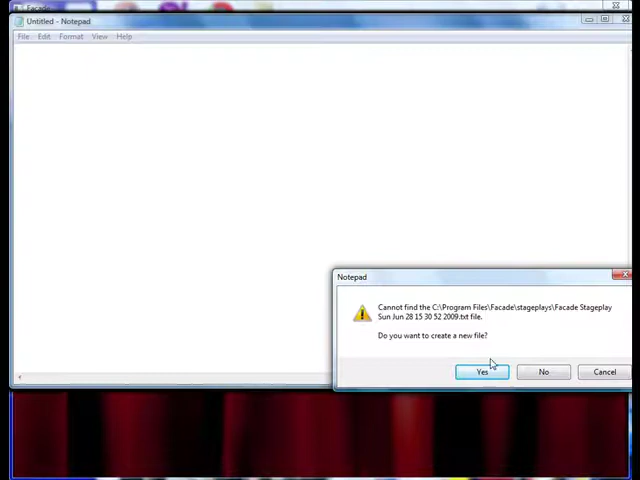 Facade
Untitled - Notepad
File Edit Format View Help
Notepad
Cannot find the C:\Program Files\Facade\stageplays\Facade Stageplay
Sun Jun 28 15 30 52 2009.txt file.
Do you want to create a new file?
Yes No Cancel